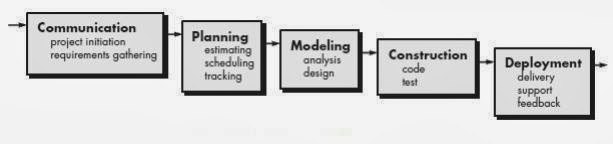 Communication
project initiation
requirements gathering
Planning
estimating
scheduling
tracking
Modeling
analysis
design
Construction
code
test
Deployment
delivery
support
feedback